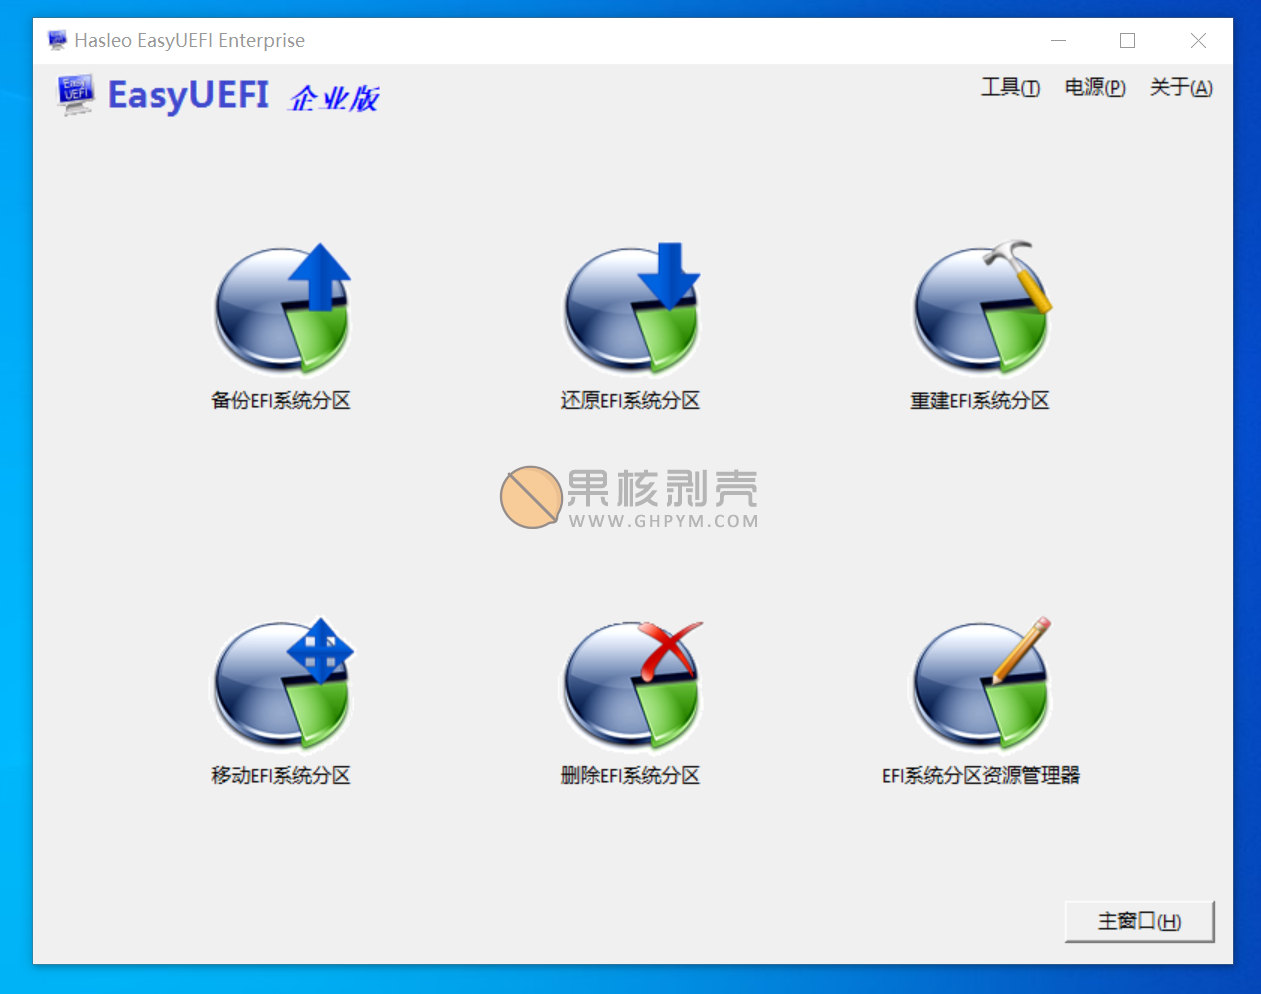 Hasleo EasyUEFI Enterprise
Easy UEFI
EasyUEFI 企业版
工具(T) 电源(P) 关于(A)
备份EFI系统分区 还原EFI系统分区 重建EFI系统分区
果核剥壳
WWW.GHPYM.COM
移动EFI系统分区 删除EFI系统分区 EFI系统分区资源管理器
主窗口(H)